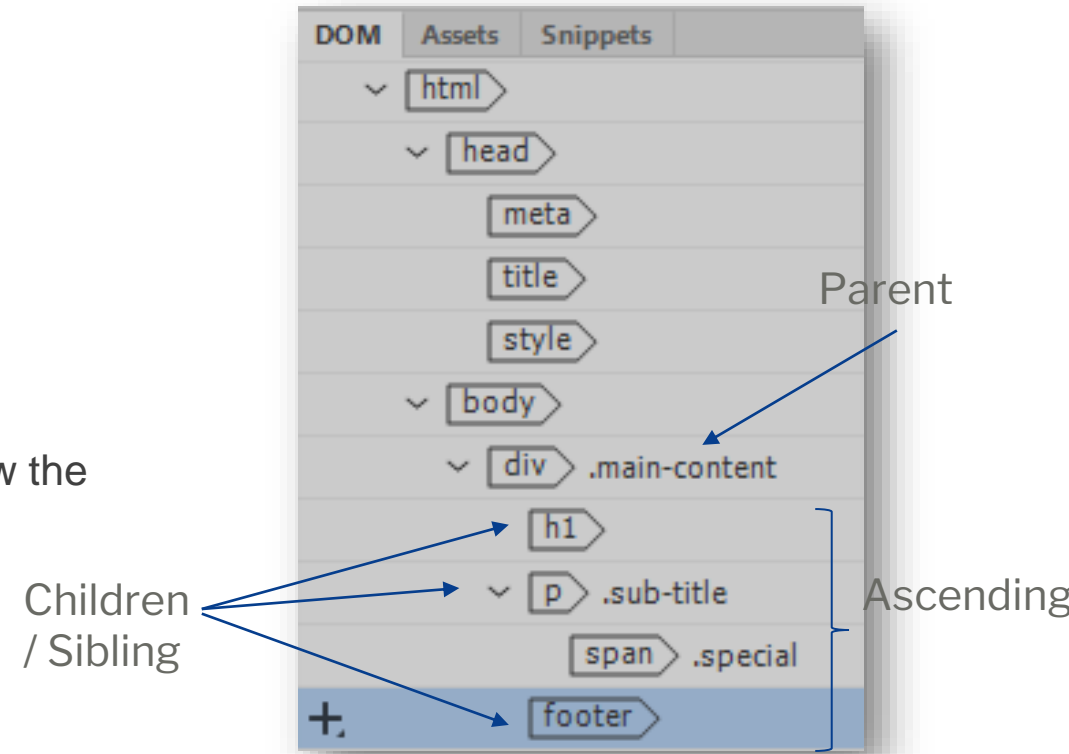 DOM Assets Snippets
html
head
meta
title
style
Parent
body
div .main-content
w the
h1
Children
/ Sibling
p .sub-title
Ascending
span .special
footer